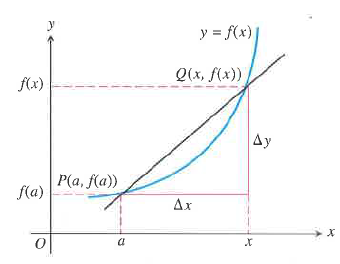 y
y = f(x)
Q(x, f(x))
f(x)
Δy
P(a, f(a))
f(a)
Δx
O
a
x
x